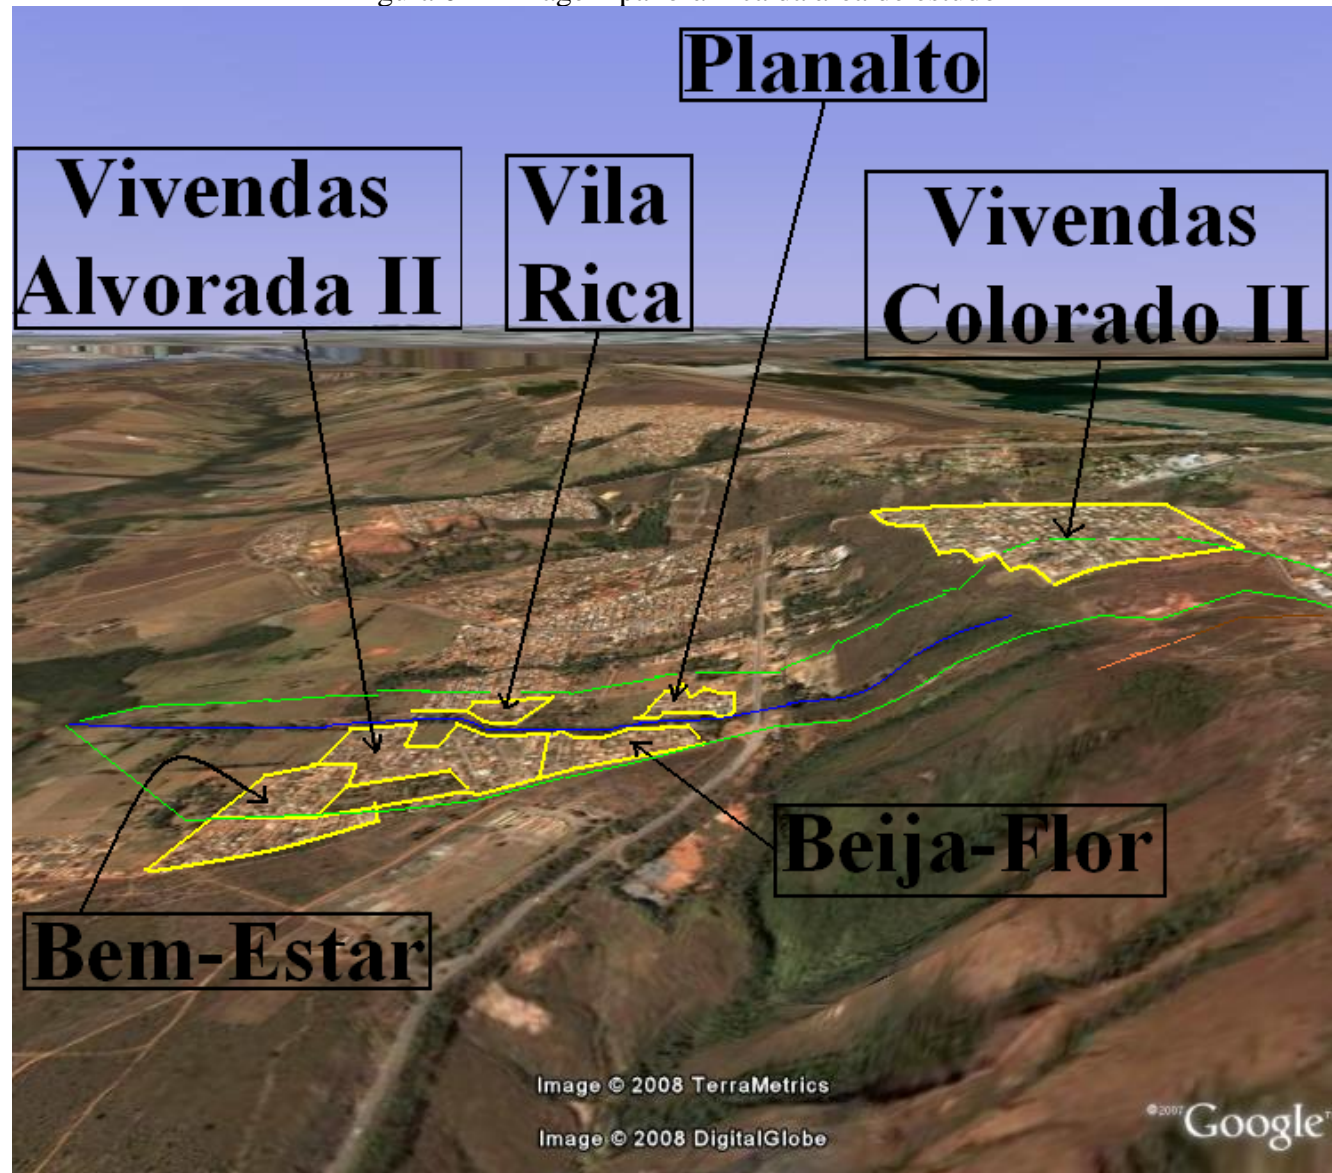 Planalto
Vivendas
Alvorada II
Vila
Rica
Vivendas
Colorado II
Beija-Flor
Bem-Estar
Image © 2008 TerraMetrics
Image © 2008 DigitalGlobe
©2007 Google